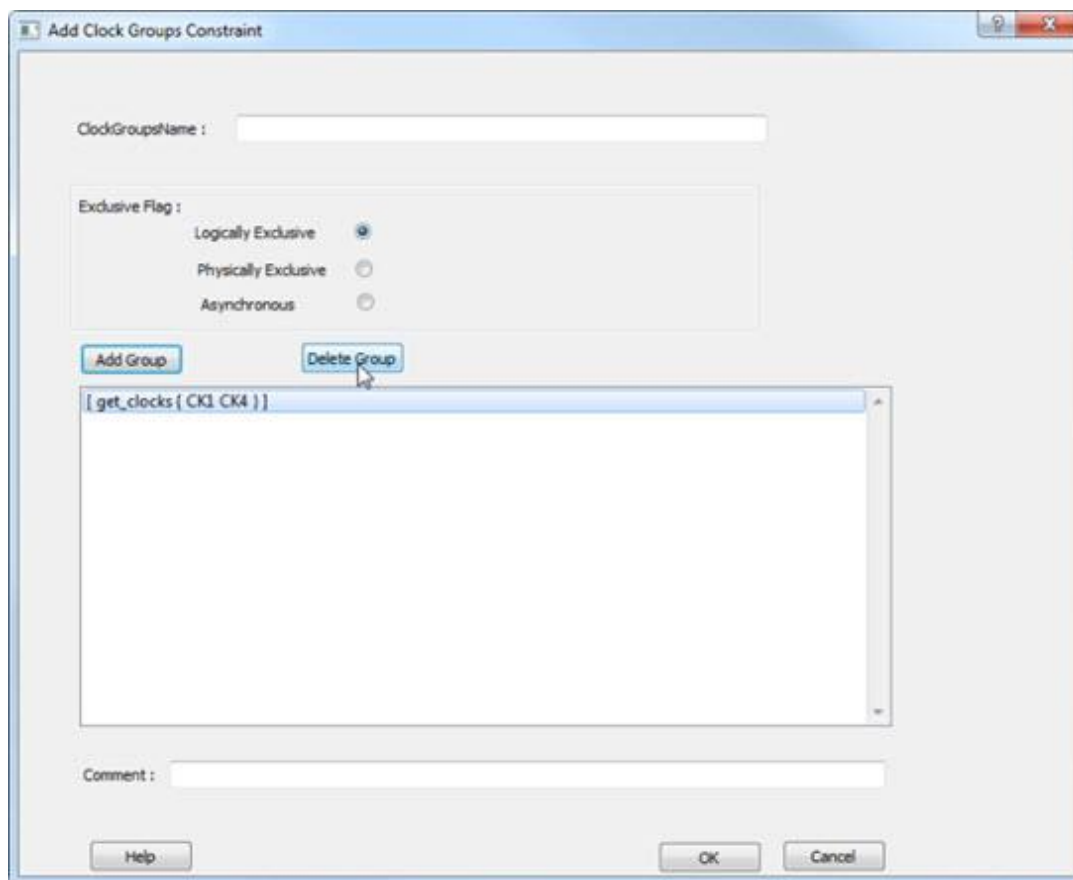 Add Clock Groups Constraint
ClockGroupsName :
Exclusive Flag :
Logically Exclusive
Physically Exclusive
Asynchronous
Add Group Delete Group
[ get_clocks { CK1 CK4 } ]
Comment :
Help OK Cancel